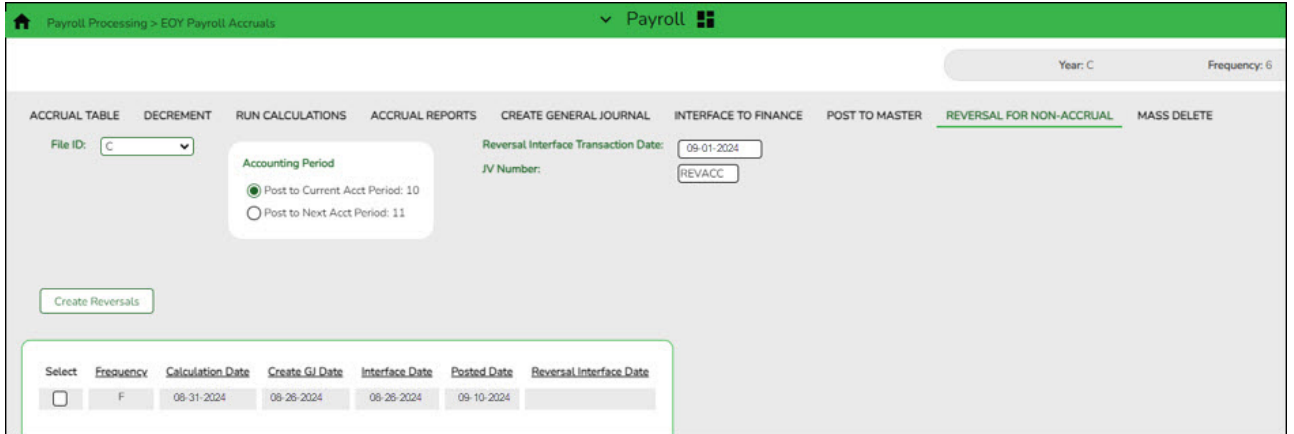 Payroll Processing > EOY Payroll Accruals
Payroll
Year: C Frequency: 6
ACCRUAL TABLE DECREMENT RUN CALCULATIONS ACCRUAL REPORTS CREATE GENERAL JOURNAL INTERFACE TO FINANCE POST TO MASTER REVERSAL FOR NON-ACCRUAL MASS DELETE
File ID: C
Accounting Period
Post to Current Acct Period: 10
Post to Next Acct Period: 11
Reversal Interface Transaction Date: 09-01-2024
JV Number: REVACC
Create Reversals
Select Frequency Calculation Date Create GJ Date Interface Date Posted Date Reversal Interface Date
F 08-31-2024 08-26-2024 08-26-2024 09-10-2024